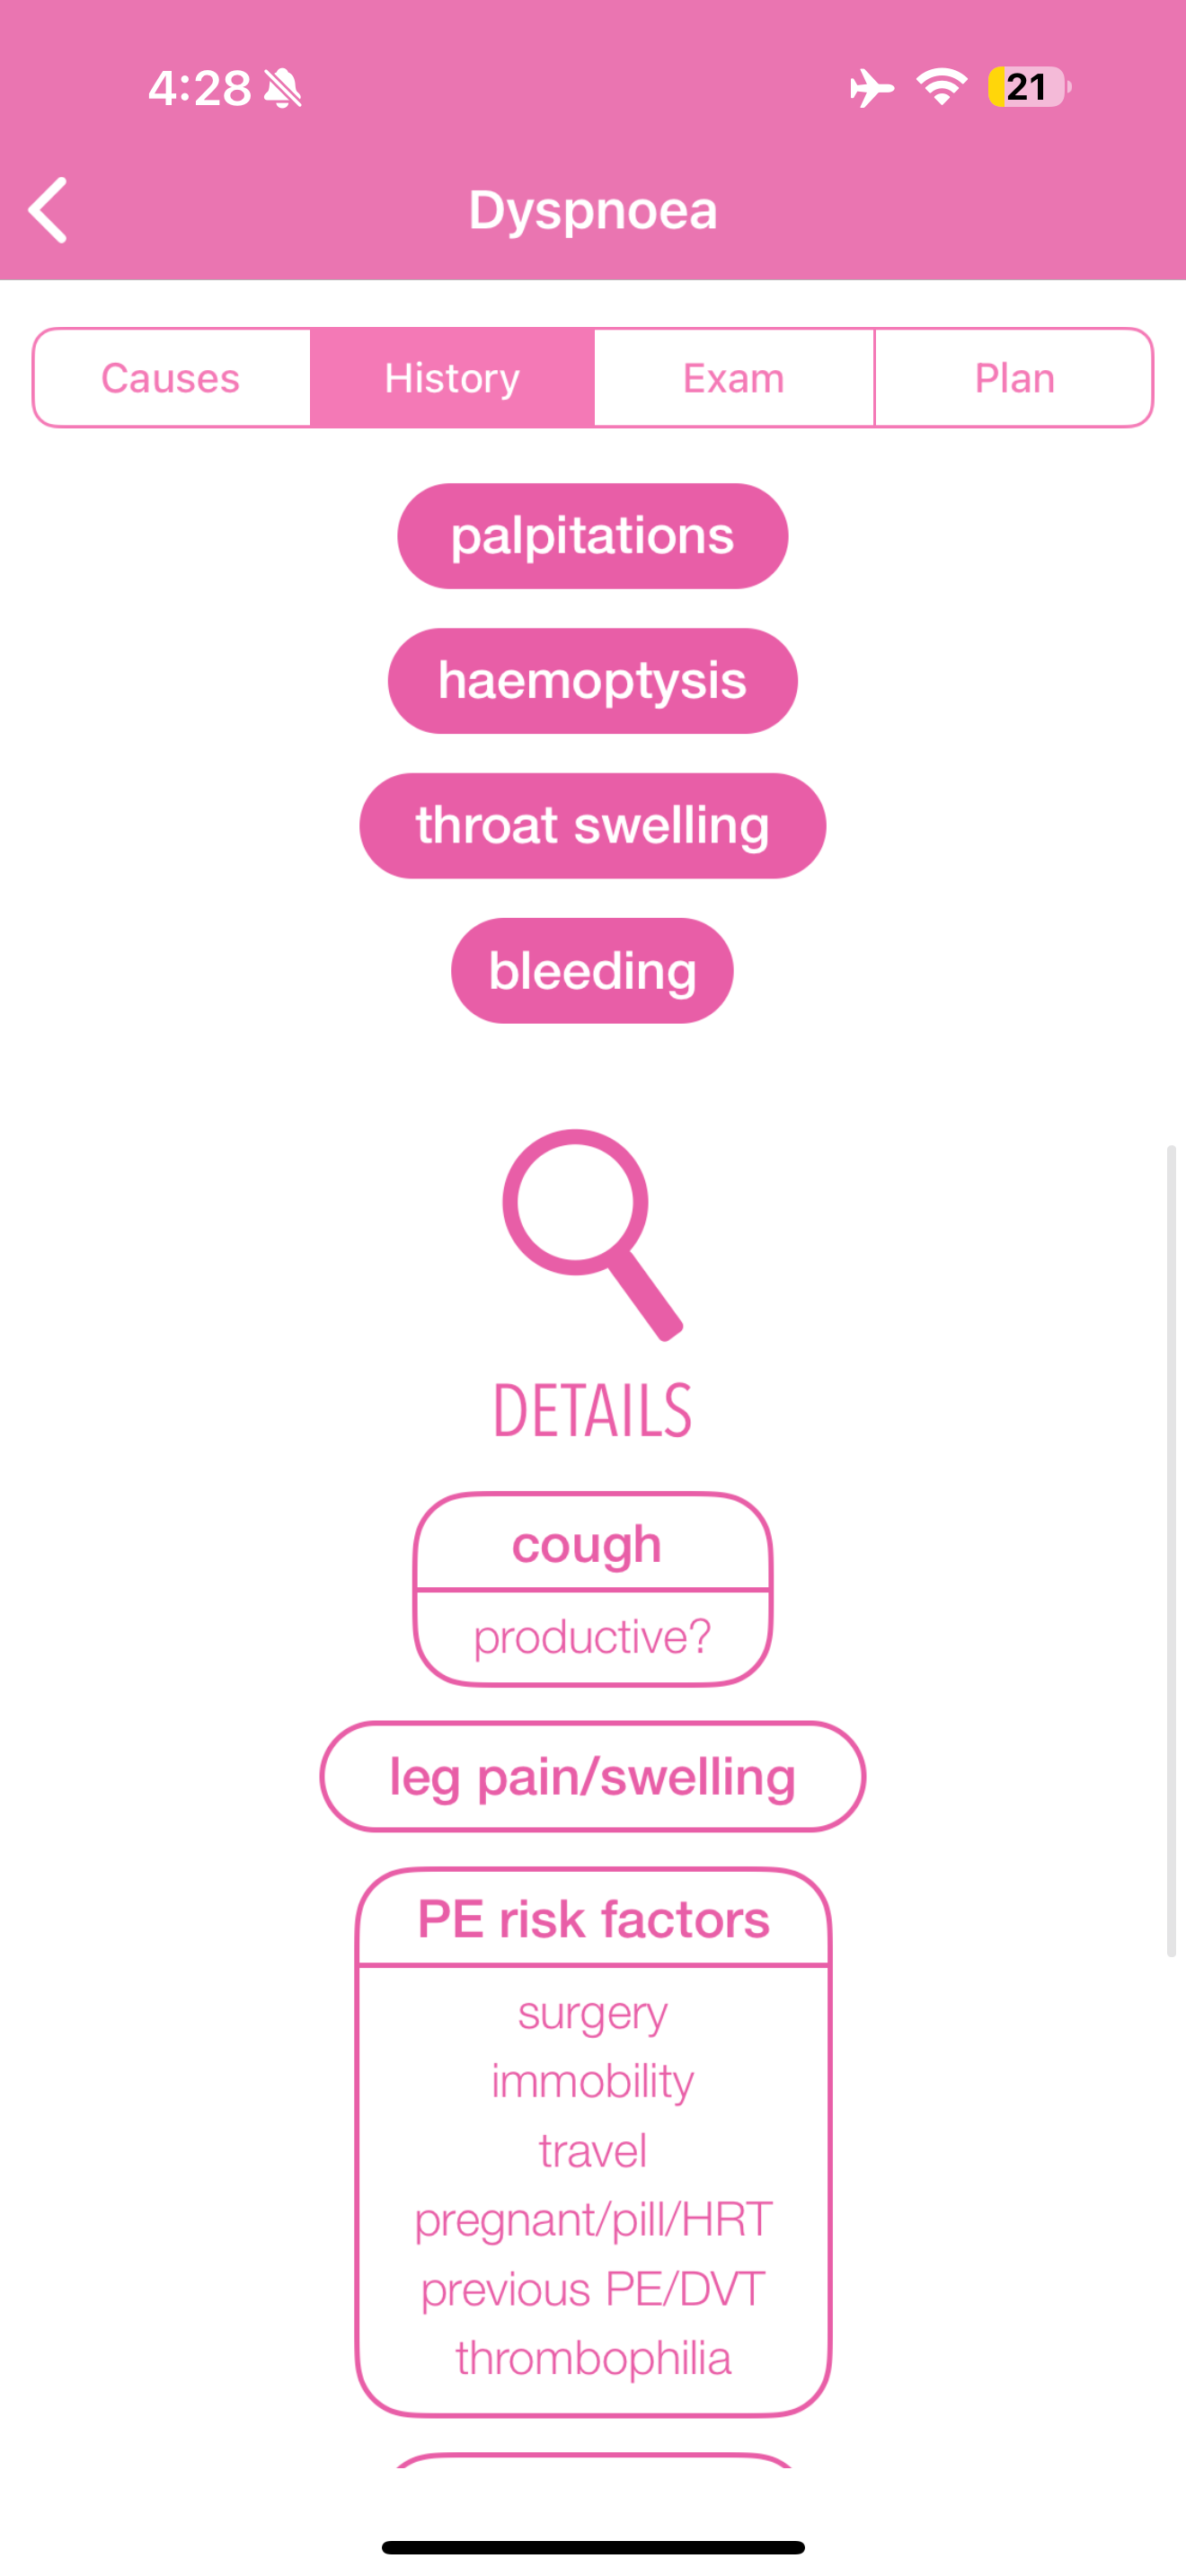 4:28
21
Dyspnoea
Causes History Exam Plan
palpitations
haemoptysis
throat swelling
bleeding
DETAILS
cough
productive?
leg pain/swelling
PE risk factors
surgery
immobility
travel
pregnant/pill/HRT
previous PE/DVT
thrombophilia